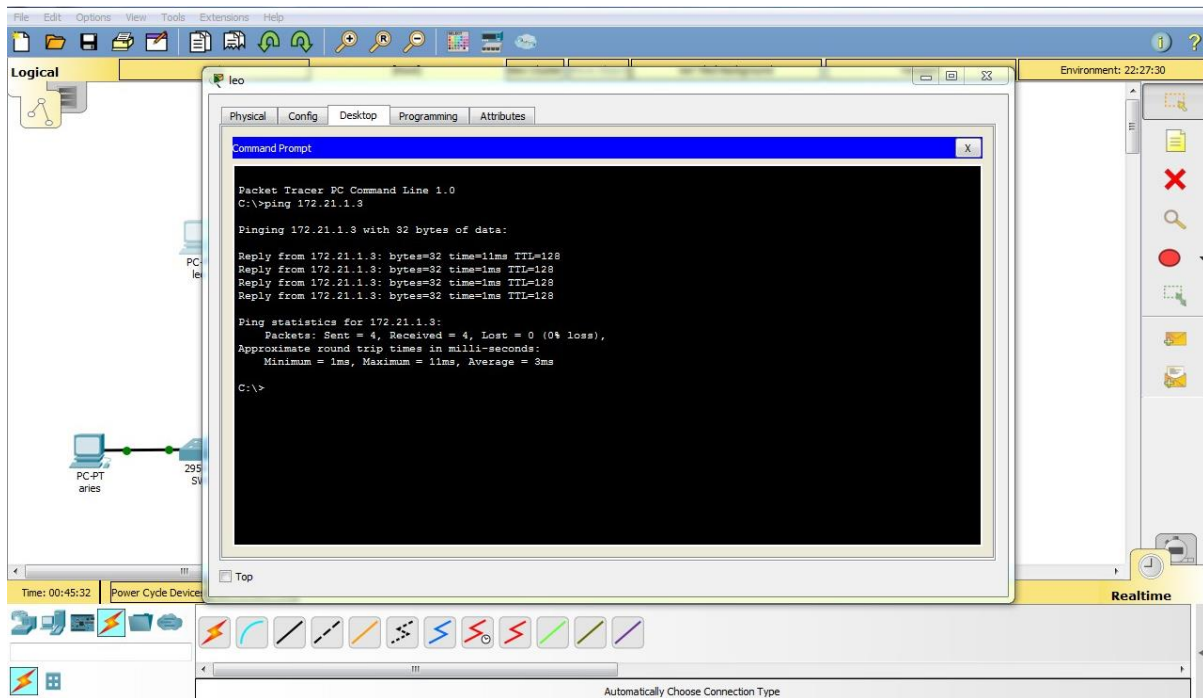 File Edit Options View Tools Extensions Help
Logical
Environment: 22:27:30
leo
Physical Config Desktop Programming Attributes
Command Prompt
X
Packet Tracer PC Command Line 1.0
C:\>ping 172.21.1.3
Pinging 172.21.1.3 with 32 bytes of data:
Reply from 172.21.1.3: bytes=32 time=11ms TTL=128
Reply from 172.21.1.3: bytes=32 time=1ms TTL=128
Reply from 172.21.1.3: bytes=32 time=1ms TTL=128
Reply from 172.21.1.3: bytes=32 time=1ms TTL=128
Ping statistics for 172.21.1.3:
Packets: Sent = 4, Received = 4, Lost = 0 (0% loss),
Approximate round trip times in milli-seconds:
Minimum = 1ms, Maximum = 11ms, Average = 3ms
C:\>
PC-PT
aries
295
Top
Time: 00:45:32
Power Cycle Device
Realtime
Automatically Choose Connection Type